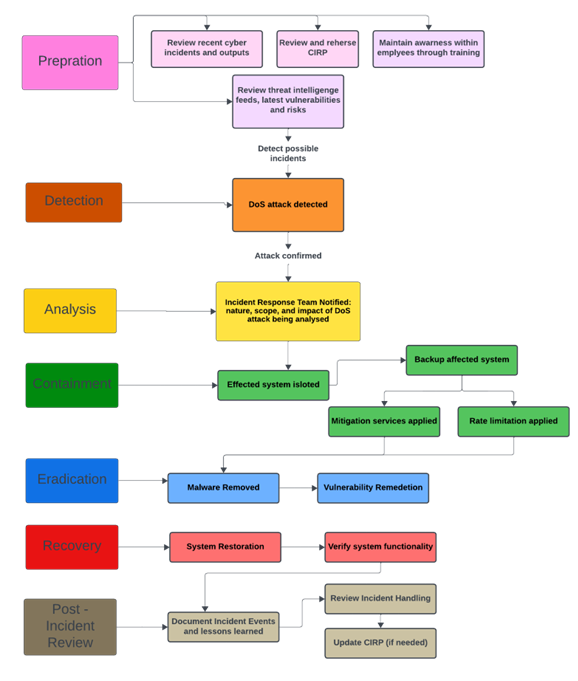 Prepration
Review recent cyber
incidents and outputs
Review and reherse
CIRP
Maintain awarness within
emplyees through training
Review threat intelligenge
feeds, latest vulnerabilities
and risks
Detect possible
incidents
Detection
DoS attack detected
Attack confirmed
Analysis
Incident Response Team Notified:
nature, scope, and impact of DoS
attack being analysed
Containment
Effected system isloted
Backup affected system
Mitigation services applied
Rate limitation applied
Eradication
Malware Removed
Vulnerability Remedetion
Recovery
System Restoration
Verify system functionality
Post -
Incident
Review
Document Incident Events
and lessons learned
Review Incident Handling
Update CIRP (if needed)